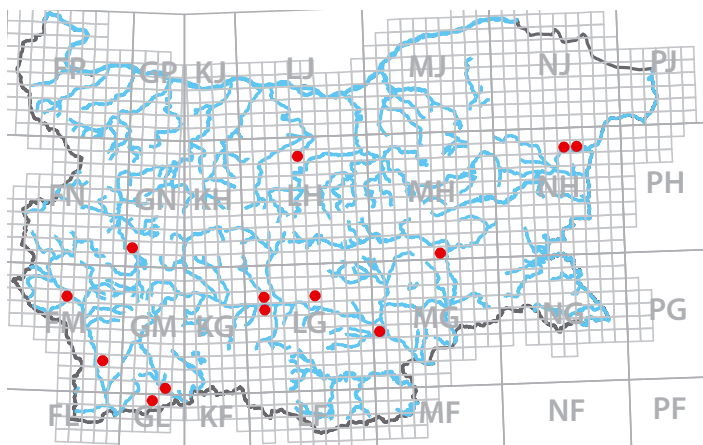 FP GP KJ LJ MJ NJ PJ
FN GN KH LH MH NH PH
FM GM KG LG MG NG PG
FL GL KF LF MF NF PF